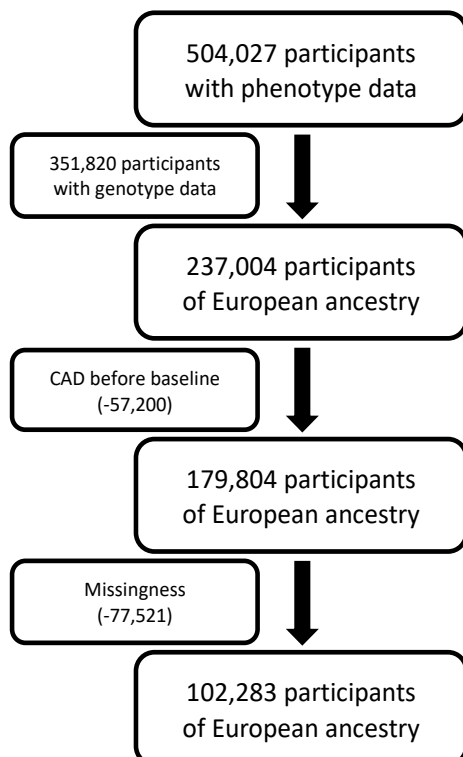 504,027 participants
with phenotype data
351,820 participants
with genotype data
237,004 participants
of European ancestry
CAD before baseline
(-57,200)
179,804 participants
of European ancestry
Missingness
(-77,521)
102,283 participants
of European ancestry